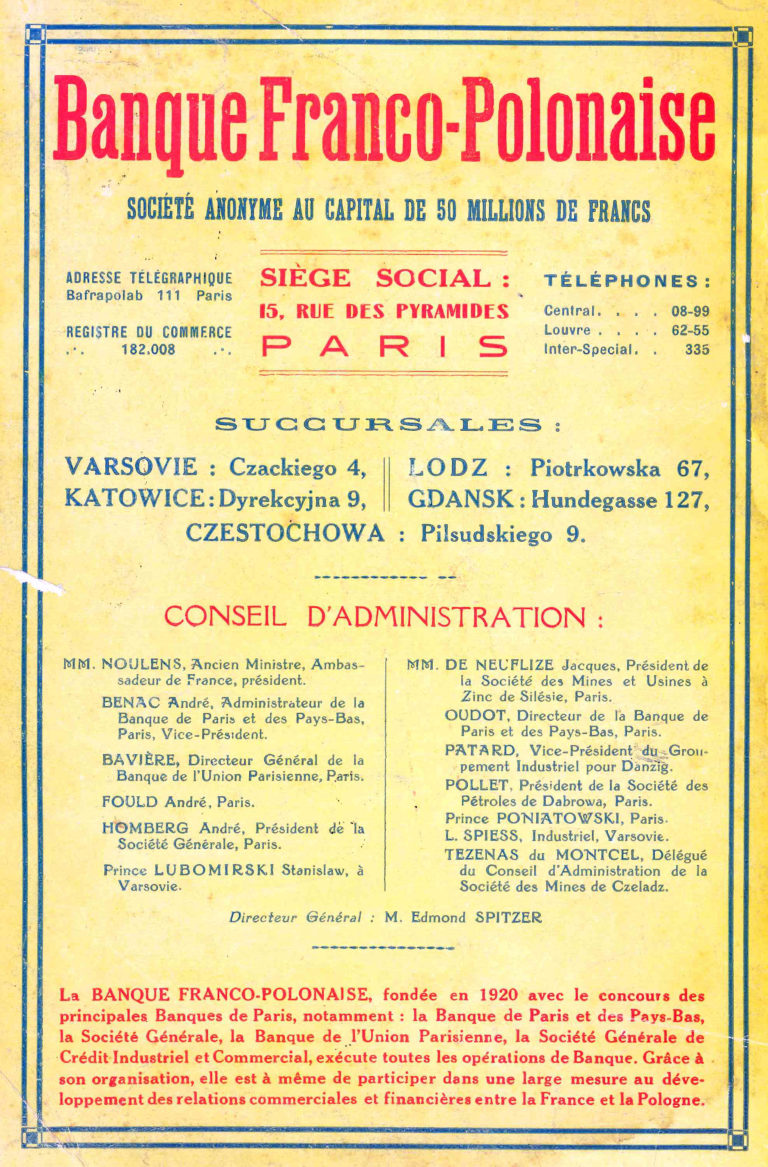 Banque Franco-Polonaise
SOCIÉTÉ ANONYME AU CAPITAL DE 50 MILLIONS DE FRANCS
ADRESSE TÉLÉGRAPHIQUE
Bafrapolab 111 Paris
REGISTRE DU COMMERCE
.·. 182.008 .·.
SIÈGE SOCIAL :
15, RUE DES PYRAMIDES
PARIS
TÉLÉPHONES :
Central. . . . 08-99
Louvre . . . . 62-55
Inter-Special. . 335
SUCCURSALES :
VARSOVIE : Czackiego 4,
KATOWICE : Dyrekcyjna 9,
LODZ : Piotrkowska 67,
GDANSK : Hundegasse 127,
CZESTOCHOWA : Pilsudskiego 9.
CONSEIL D'ADMINISTRATION :
MM. NOULENS, Ancien Ministre, Ambas-
sadeur de France, président.
BENAC André, Administrateur de la
Banque de Paris et des Pays-Bas,
Paris, Vice-Président.
BAVIÈRE, Directeur Général de la
Banque de l'Union Parisienne, Paris.
FOULD André, Paris.
HOMBERG André, Président de la
Société Générale, Paris.
Prince LUBOMIRSKI Stanislaw, à
Varsovie.
MM. DE NEUFLIZE Jacques, Président de
la Société des Mines et Usines à
Zinc de Silésie, Paris.
OUDOT, Directeur de la Banque de
Paris et des Pays-Bas, Paris.
PATARD, Vice-Président du Grou-
pement Industriel pour Danzig.
POLLET, Président de la Société des
Pétroles de Dabrowa, Paris.
Prince PONIATOWSKI, Paris.
L. SPIESS, Industriel, Varsovie.
TEZENAS du MONTCEL, Délégué
du Conseil d'Administration de la
Société des Mines de Czeladz.
Directeur Général : M. Edmond SPITZER
La BANQUE FRANCO-POLONAISE, fondée en 1920 avec le concours des
principales Banques de Paris, notamment : la Banque de Paris et des Pays-Bas,
la Société Générale, la Banque de l'Union Parisienne, la Société Générale de
Crédit Industriel et Commercial, exécute toutes les opérations de Banque. Grâce à
son organisation, elle est à même de participer dans une large mesure au déve-
loppement des relations commerciales et financières entre la France et la Pologne.